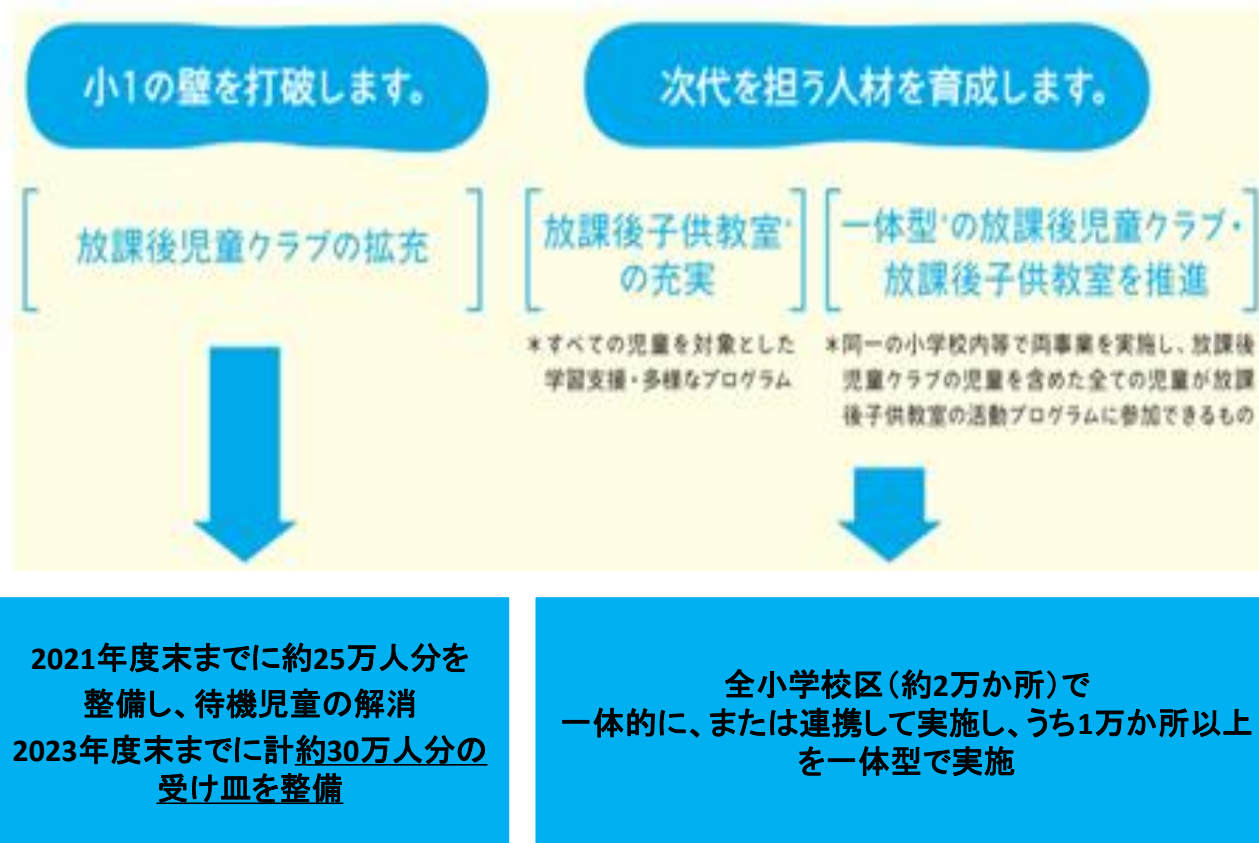 小1の壁を打破します。
次代を担う人材を育成します。
放課後児童クラブの拡充
放課後子供教室*
の充実
*すべての児童を対象とした
学習支援・多様なプログラム
一体型*の放課後児童クラブ・
放課後子供教室を推進
*同一の小学校内等で両事業を実施し、放課後
児童クラブの児童を含めた全ての児童が放課
後子供教室の活動プログラムに参加できるもの
2021年度末までに約25万人分を
整備し、待機児童の解消
2023年度末までに計約30万人分の
受け皿を整備
全小学校区(約2万か所)で
一体的に、または連携して実施し、うち1万か所以上
を一体型で実施